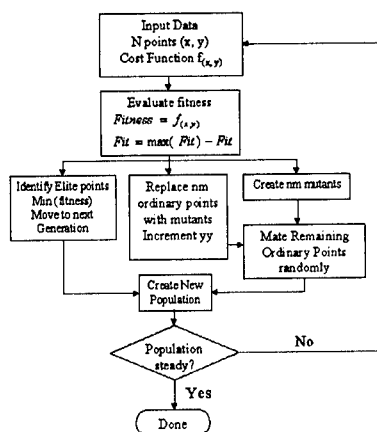 Input Data
N points (x, y)
Cost Function f(x, y)
Evaluate fitness
Fitness = f(x,y)
Fit = max( Fit) – Fit
Identify Elite points
Min (fitness)
Move to next
Generation
Replace nm
ordinary points
with mutants
Increment yy
Create nm mutants
Mate Remaining
Ordinary Points
randomly
Create New
Population
Population
steady?
No
Yes
Done